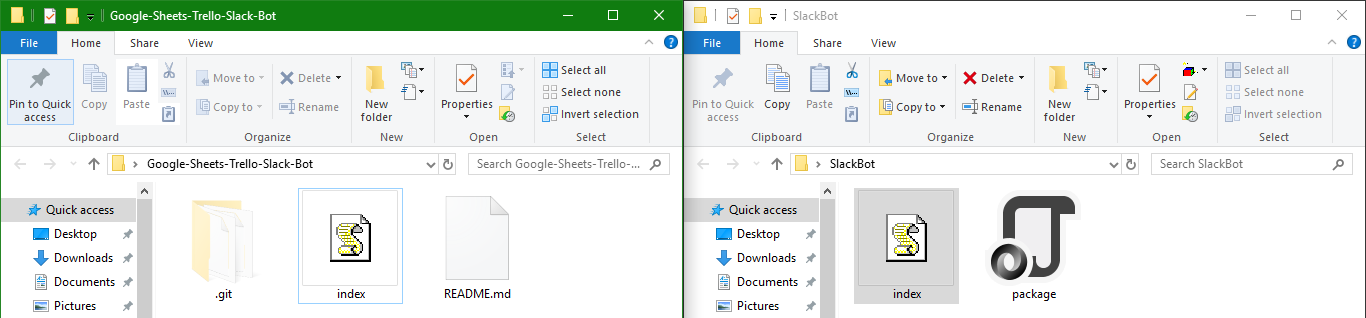 Google-Sheets-Trello-Slack-Bot
File Home Share View
Pin to Quick access
Copy
Paste
Clipboard
Move to
Copy to
Delete
Rename
Organize
New folder
New
Properties
Open
Select all
Select none
Invert selection
Select
Google-Sheets-Trello-Slack-Bot
Search Google-Sheets-Trello-...
Quick access
Desktop
Downloads
Documents
Pictures
.git
index
README.md
SlackBot
File Home Share View
Pin to Quick access
Copy
Paste
Clipboard
Move to
Copy to
Delete
Rename
Organize
New folder
New
Properties
Open
Select all
Select none
Invert selection
Select
SlackBot
Search SlackBot
Quick access
Desktop
Downloads
Documents
Pictures
index
package